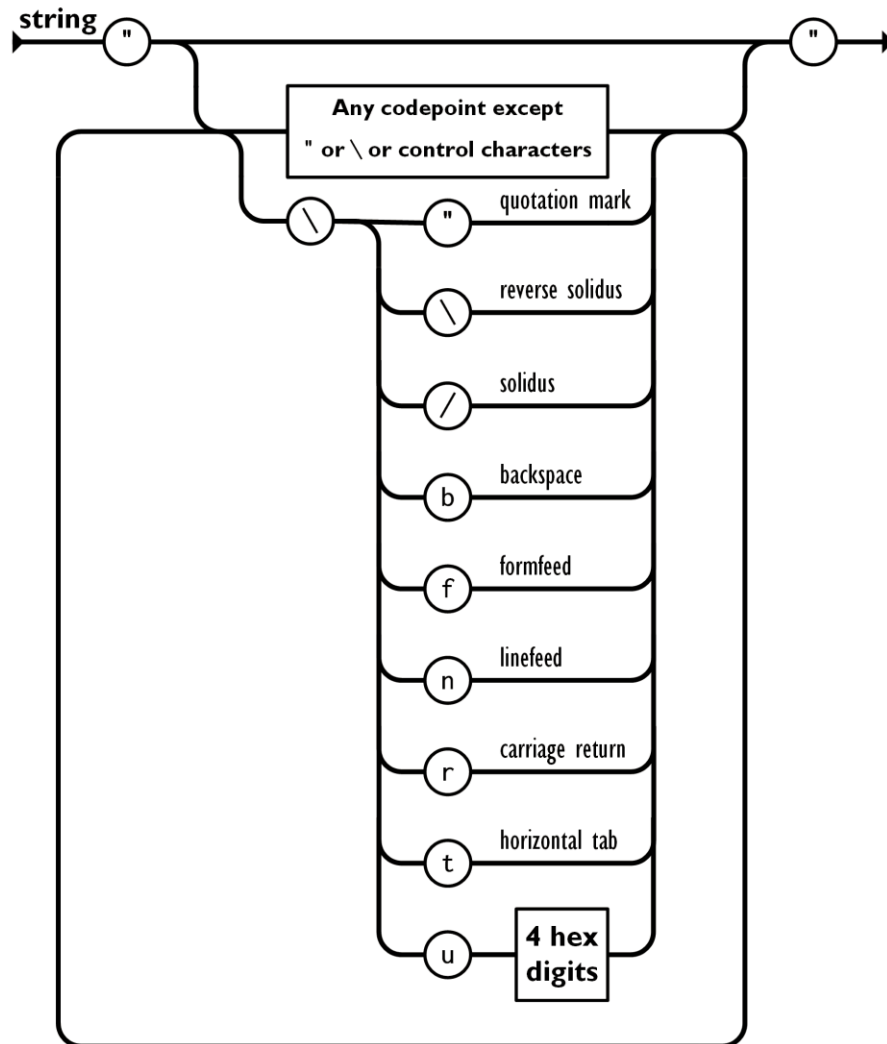 string
" "
Any codepoint except
" or \ or control characters
\
" quotation mark
\ reverse solidus
/ solidus
b backspace
f formfeed
n linefeed
r carriage return
t horizontal tab
u 4 hex
digits